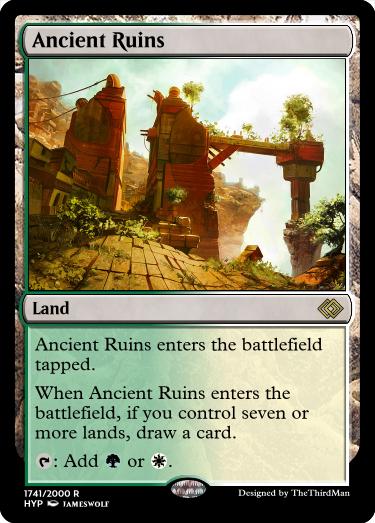 Ancient Ruins
Land
Ancient Ruins enters the battlefield
tapped.
When Ancient Ruins enters the
battlefield, if you control seven or
more lands, draw a card.
: Add or .
1741/2000 R
HYP JAMESWOLF
Designed by TheThirdMan